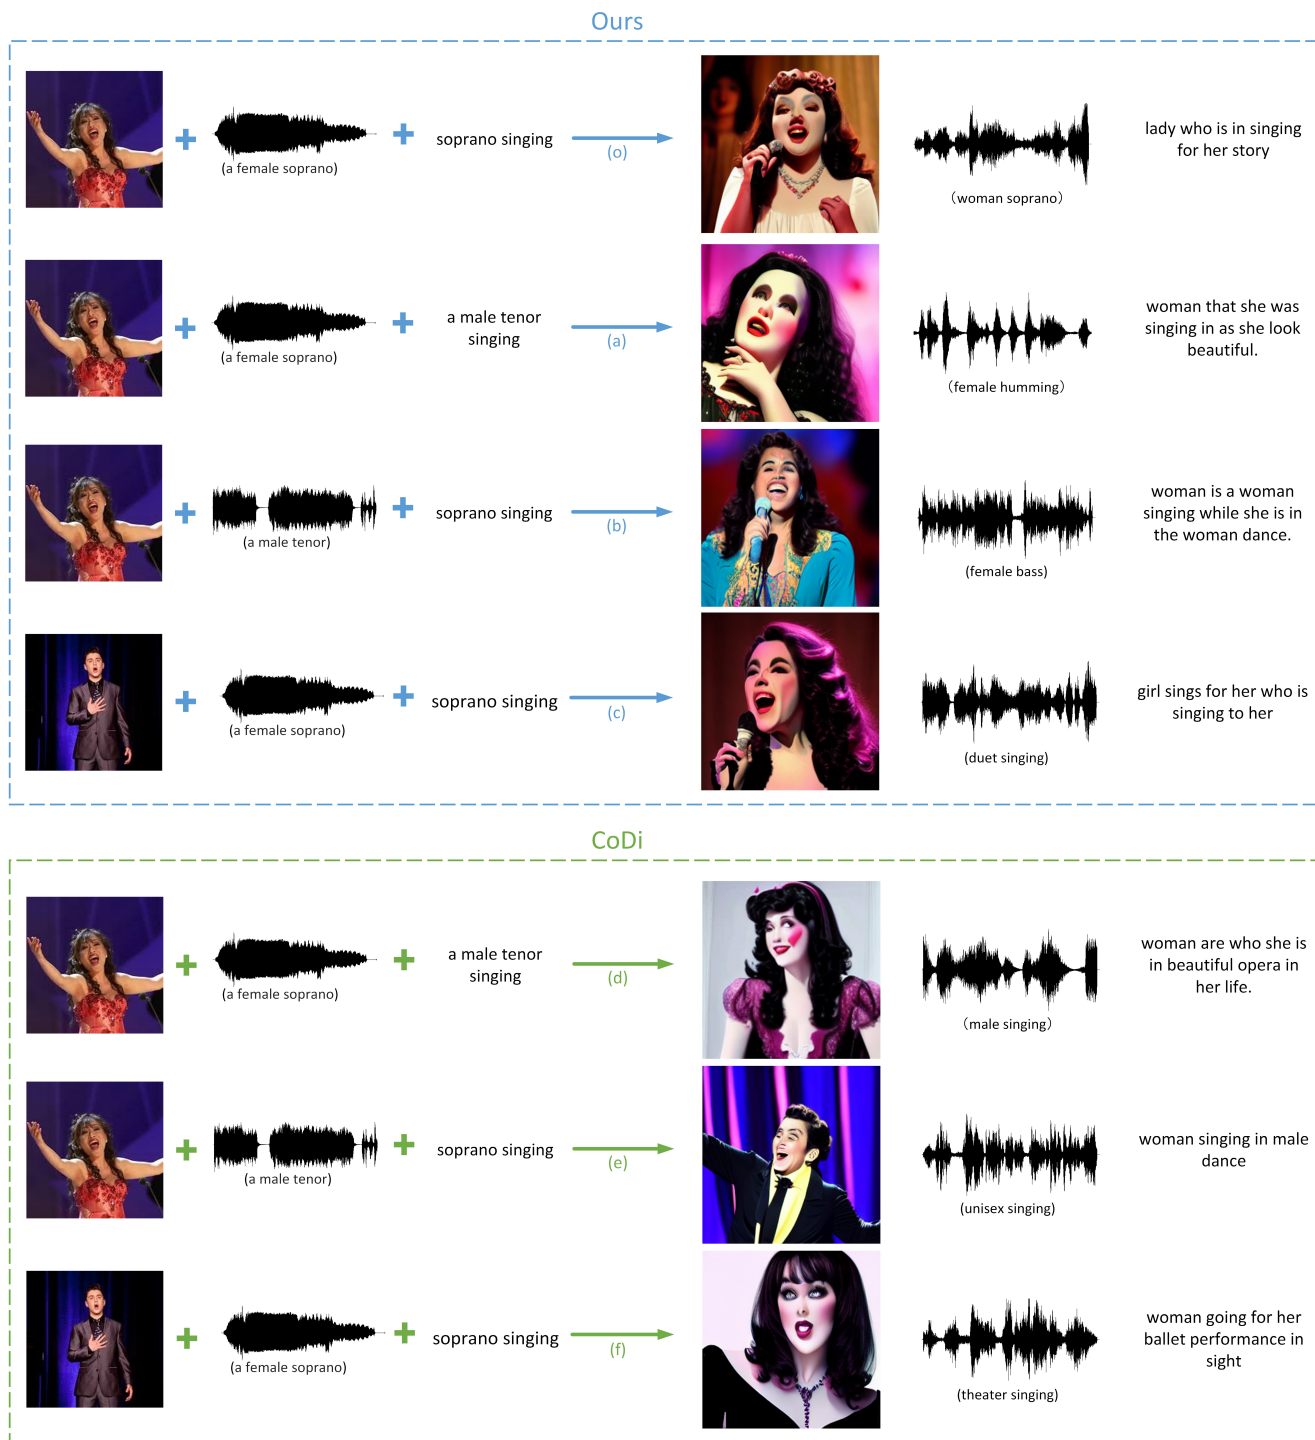 Ours
soprano singing
(o)
(a female soprano)
(woman soprano)
lady who is in singing
for her story
a male tenor
singing
(a)
(a female soprano)
(female humming)
woman that she was
singing in as she look
beautiful.
soprano singing
(b)
(a male tenor)
(female bass)
woman is a woman
singing while she is in
the woman dance.
soprano singing
(c)
(a female soprano)
(duet singing)
girl sings for her who is
singing to her
CoDi
a male tenor
singing
(d)
(a female soprano)
(male singing)
woman are who she is
in beautiful opera in
her life.
soprano singing
(e)
(a male tenor)
(unisex singing)
woman singing in male
dance
soprano singing
(f)
(a female soprano)
(theater singing)
woman going for her
ballet performance in
sight